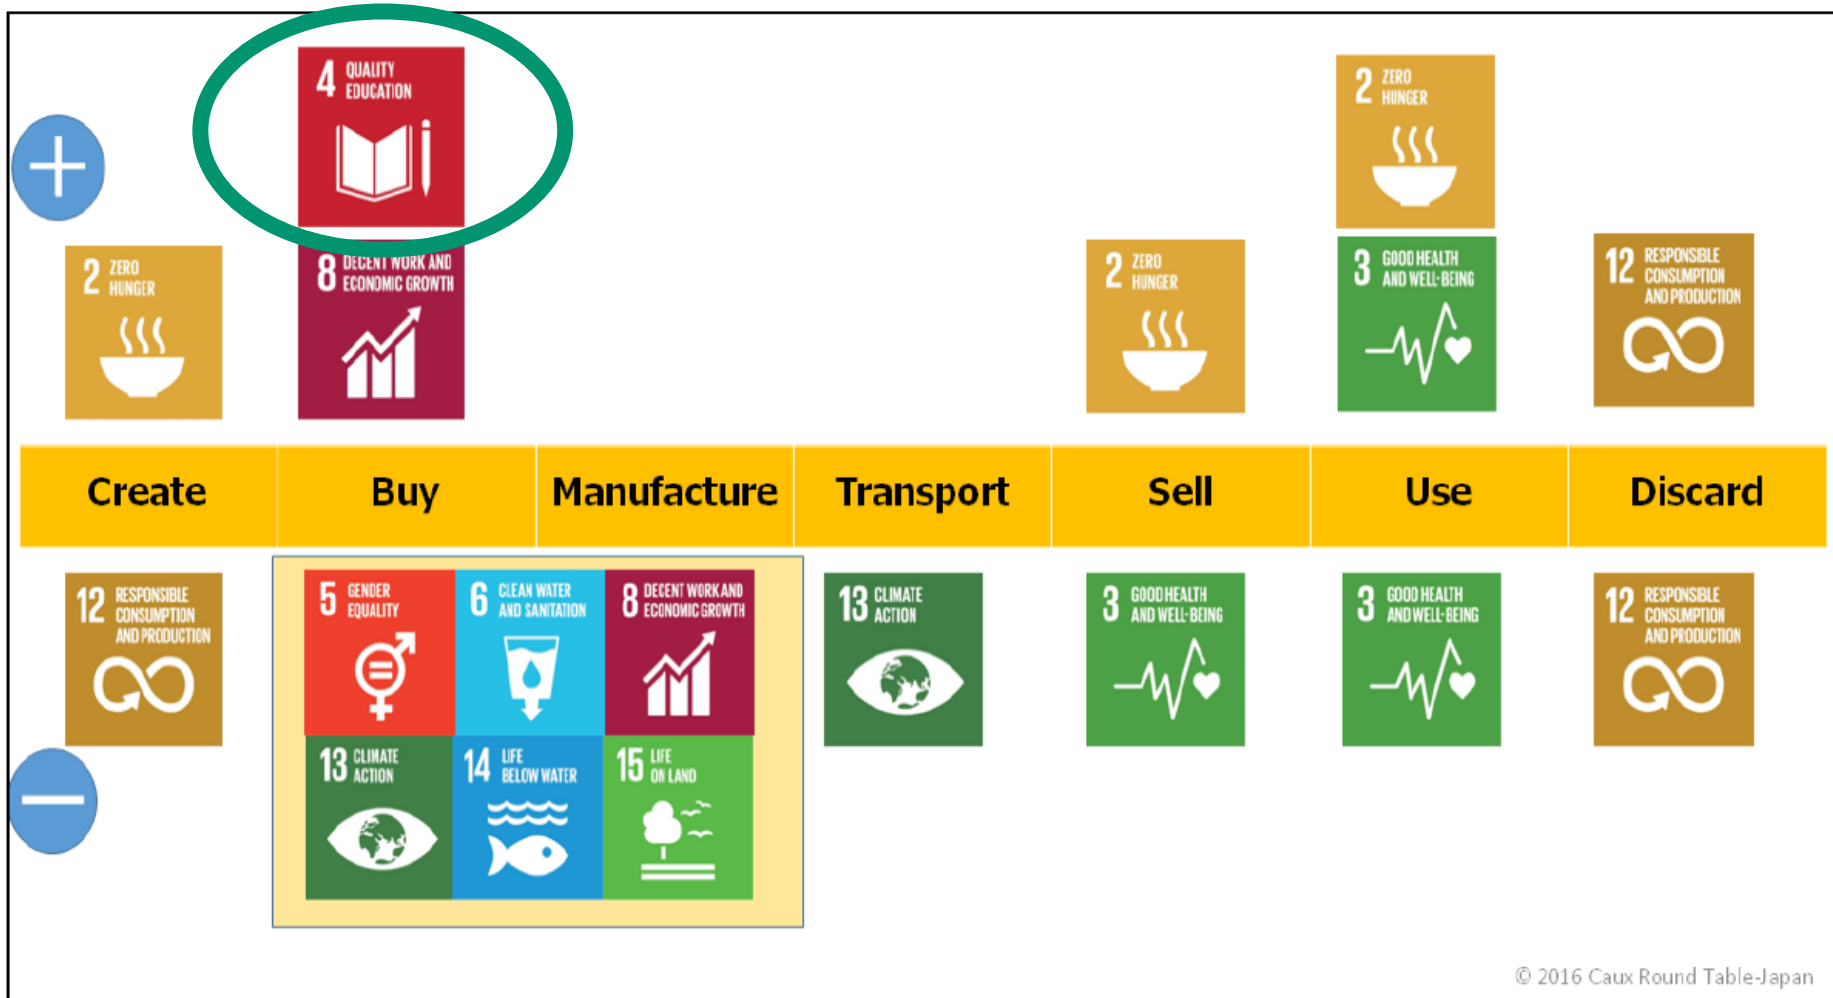 4 QUALITY
EDUCATION
2 ZERO
HUNGER
2 ZERO
HUNGER
8 DECENT WORK AND
ECONOMIC GROWTH
2 ZERO
HUNGER
3 GOOD HEALTH
AND WELL-BEING
12 RESPONSIBLE
CONSUMPTION
AND PRODUCTION
Create
Buy
Manufacture
Transport
Sell
Use
Discard
12 RESPONSIBLE
CONSUMPTION
AND PRODUCTION
5 GENDER
EQUALITY
6 CLEAN WATER
AND SANITATION
8 DECENT WORK AND
ECONOMIC GROWTH
13 CLIMATE
ACTION
3 GOOD HEALTH
AND WELL-BEING
3 GOOD HEALTH
AND WELL-BEING
12 RESPONSIBLE
CONSUMPTION
AND PRODUCTION
13 CLIMATE
ACTION
14 LIFE
BELOW WATER
15 LIFE
ON LAND
© 2016 Caux Round Table-Japan